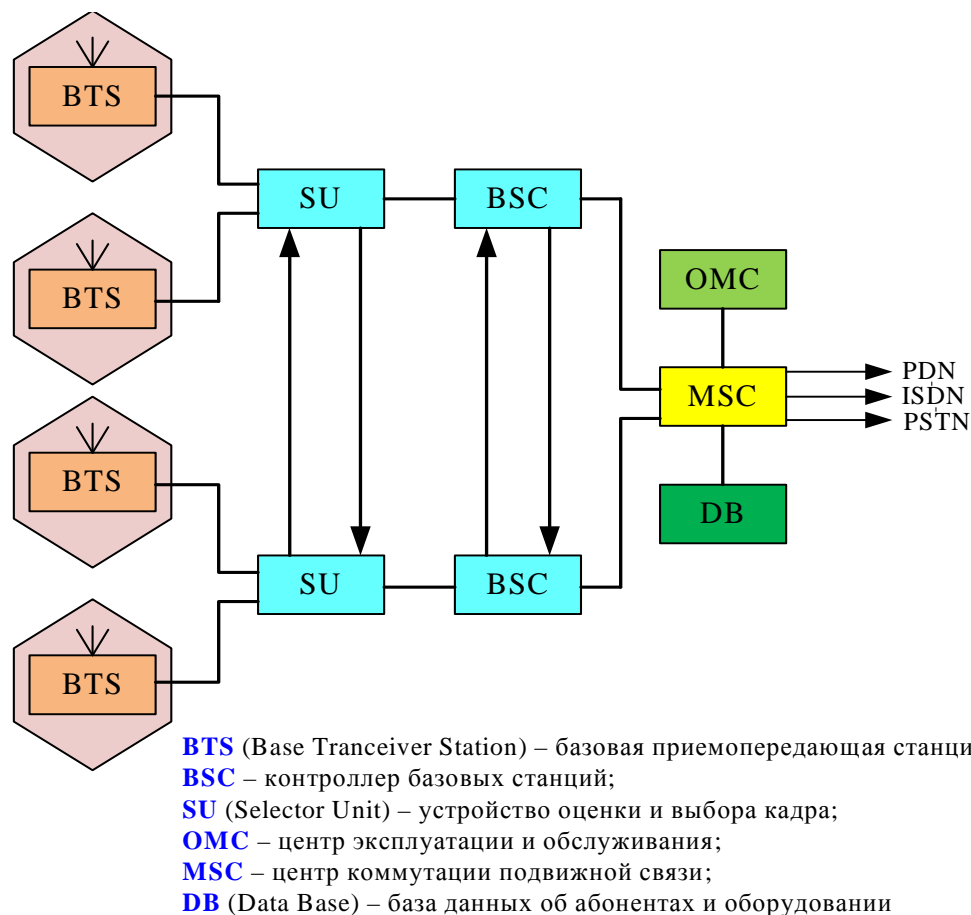 BTS
SU
BSC
BTS
OMC
MSC
PDN
ISDN
PSTN
BTS
DB
SU
BSC
BTS
BTS (Base Tranceiver Station) – базовая приемопередающая станци
BSC – контроллер базовых станций;
SU (Selector Unit) – устройство оценки и выбора кадра;
OMC – центр эксплуатации и обслуживания;
MSC – центр коммутации подвижной связи;
DB (Data Base) – база данных об абонентах и оборудовании